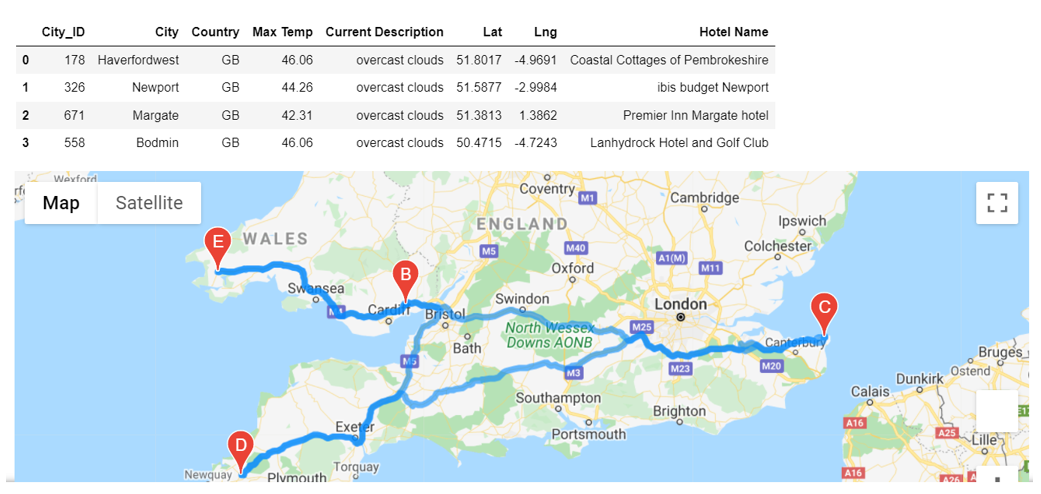 City_ID City Country Max Temp Current Description Lat Lng Hotel Name
0 178 Haverfordwest GB 46.06 overcast clouds 51.8017 -4.9691 Coastal Cottages of Pembrokeshire
1 326 Newport GB 44.26 overcast clouds 51.5877 -2.9984 ibis budget Newport
2 671 Margate GB 42.31 overcast clouds 51.3813 1.3862 Premier Inn Margate hotel
3 558 Bodmin GB 46.06 overcast clouds 50.4715 -4.7243 Lanhydrock Hotel and Golf Club
Wexford
Map Satellite
Coventry
M1
Cambridge
ENGLAND
Ipswich
WALES
E
M5
M40
Colchester
A1(M)
M11
B
Oxford
Swansea
Swindon
London
C
M4
Cardiff
Bristol
North Wessex
Downs AONB
M25
Canterbury
Bath
M5
M3
M23
M20
Bruges
Ostend
Dunkirk
Calais
Southampton
Brighton
E1
Exeter
Portsmouth
A16
A25
Lille
D
Torquay
Newquay
Plymouth
A16
A26